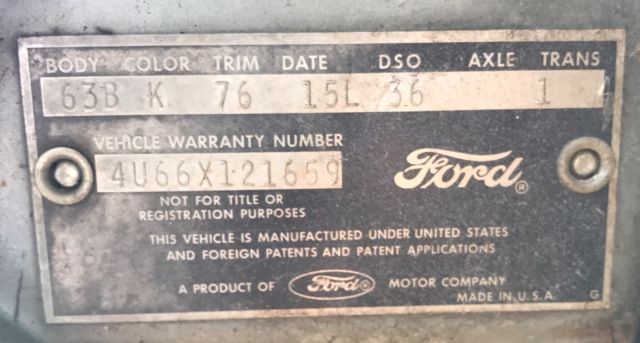 BODY COLOR TRIM DATE DSO AXLE TRANS
63B K 76 15L 36 1
VEHICLE WARRANTY NUMBER
4U66X121659
Ford®
NOT FOR TITLE OR
REGISTRATION PURPOSES
THIS VEHICLE IS MANUFACTURED UNDER UNITED STATES
AND FOREIGN PATENTS AND PATENT APPLICATIONS
A PRODUCT OF Ford® MOTOR COMPANY
MADE IN U.S.A. G